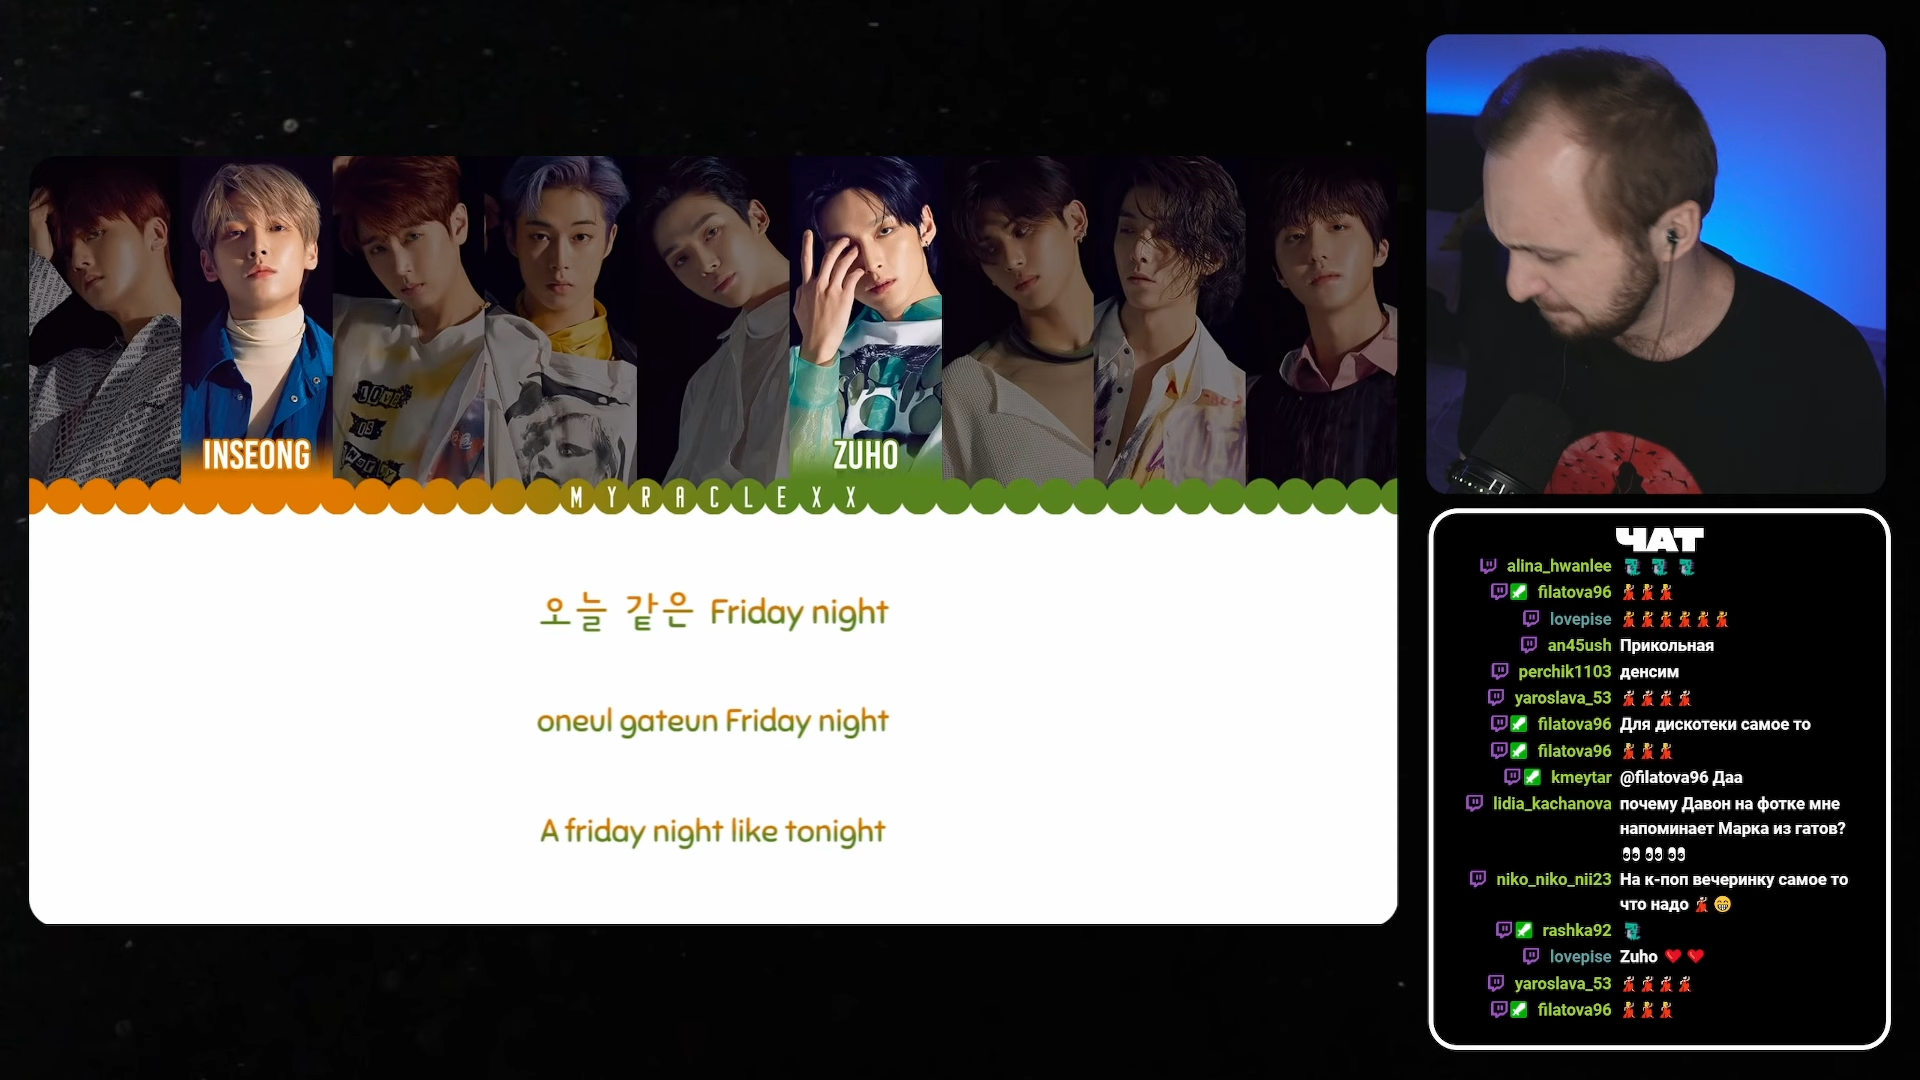 INSEONG
ZUHO
MYRACLEXX
오늘 같은 Friday night
oneul gateun Friday night
A friday night like tonight
ЧАТ
alina_hwanlee
filatova96
lovepise
an45ush Прикольная
perchik1103 денсим
yaroslava_53
filatova96 Для дискотеки самое то
filatova96
kmeytar @filatova96 Даа
lidia_kachanova почему Давон на фотке мне
напоминает Марка из гатов?
niko_niko_nii23 На к-поп вечеринку самое то
что надо
rashka92
lovepise Zuho
yaroslava_53
filatova96